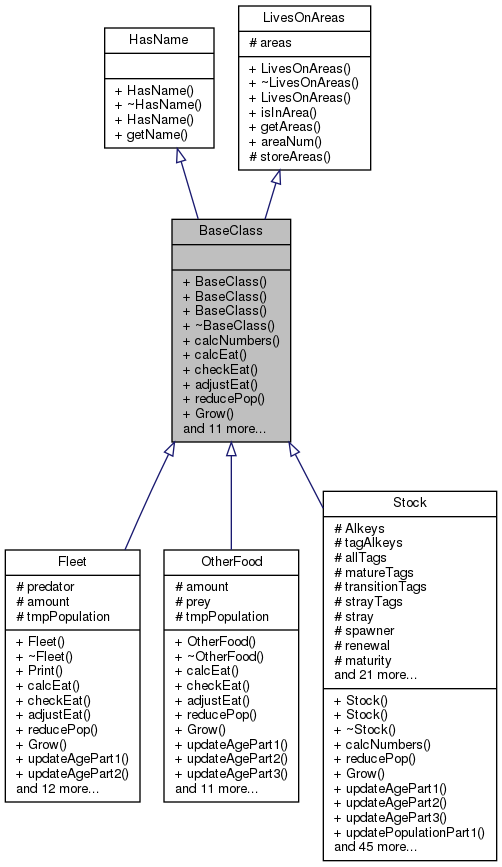 HasName
+ HasName()
+ ~HasName()
+ HasName()
+ getName()
LivesOnAreas
# areas
+ LivesOnAreas()
+ ~LivesOnAreas()
+ LivesOnAreas()
+ isInArea()
+ getAreas()
+ areaNum()
# storeAreas()
BaseClass
+ BaseClass()
+ BaseClass()
+ BaseClass()
+ ~BaseClass()
+ calcNumbers()
+ calcEat()
+ checkEat()
+ adjustEat()
+ reducePop()
+ Grow()
and 11 more...
Fleet
# predator
# amount
# tmpPopulation
+ Fleet()
+ ~Fleet()
+ Print()
+ calcEat()
+ checkEat()
+ adjustEat()
+ reducePop()
+ Grow()
+ updateAgePart1()
+ updateAgePart2()
and 12 more...
OtherFood
# amount
# prey
# tmpPopulation
+ OtherFood()
+ ~OtherFood()
+ calcEat()
+ checkEat()
+ adjustEat()
+ reducePop()
+ Grow()
+ updateAgePart1()
+ updateAgePart2()
+ updateAgePart3()
and 11 more...
Stock
# Alkeys
# tagAlkeys
# allTags
# matureTags
# transitionTags
# strayTags
# stray
# spawner
# renewal
# maturity
and 21 more...
+ Stock()
+ Stock()
+ ~Stock()
+ calcNumbers()
+ reducePop()
+ Grow()
+ updateAgePart1()
+ updateAgePart2()
+ updateAgePart3()
+ updatePopulationPart1()
and 45 more...